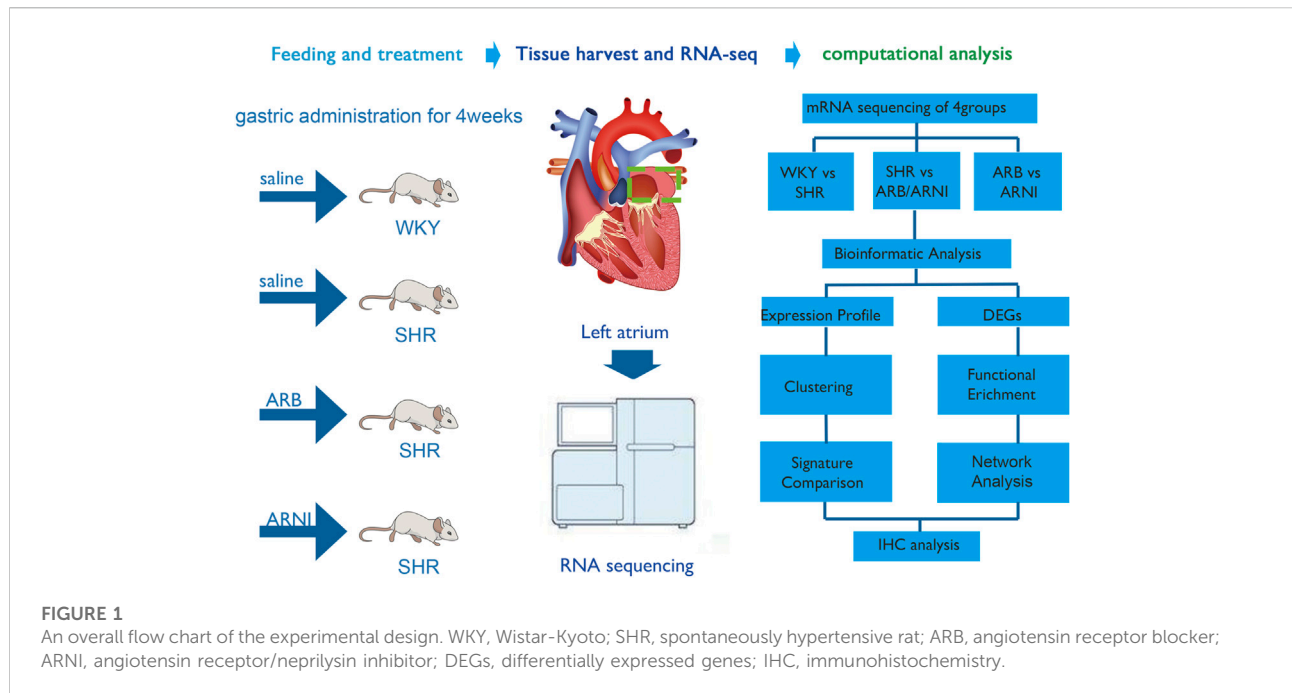 Feeding and treatment
Tissue harvest and RNA-seq
computational analysis
gastric administration for 4weeks
saline
WKY
saline
SHR
ARB
SHR
ARNI
SHR
Left atrium
RNA sequencing
mRNA sequencing of 4groups
WKY vs
SHR
SHR vs
ARB/ARNI
ARB vs
ARNI
Bioinformatic Analysis
Expression Profile
DEGs
Clustering
Functional
Erichment
Signature
Comparison
Network
Analysis
IHC analysis
FIGURE 1
An overall flow chart of the experimental design. WKY, Wistar-Kyoto; SHR, spontaneously hypertensive rat; ARB, angiotensin receptor blocker;
ARNI, angiotensin receptor/neprilysin inhibitor; DEGs, differentially expressed genes; IHC, immunohistochemistry.